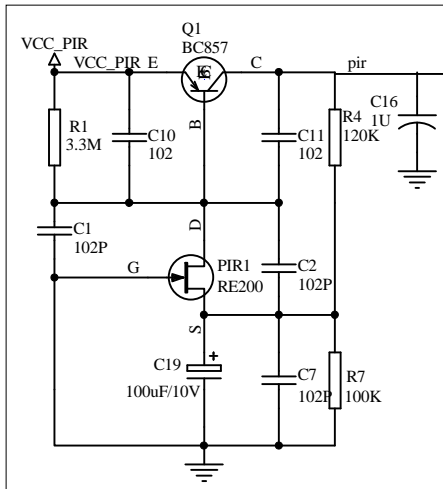 Q1
BC857
VCC_PIR
VCC_PIR E
C
pir
R1
3.3M
C10
102
B
C11
102
R4
120K
C16
1U
C1
102P
D
G
PIR1
RE200
C2
102P
S
C19
+
100uF/10V
C7
102P
R7
100K